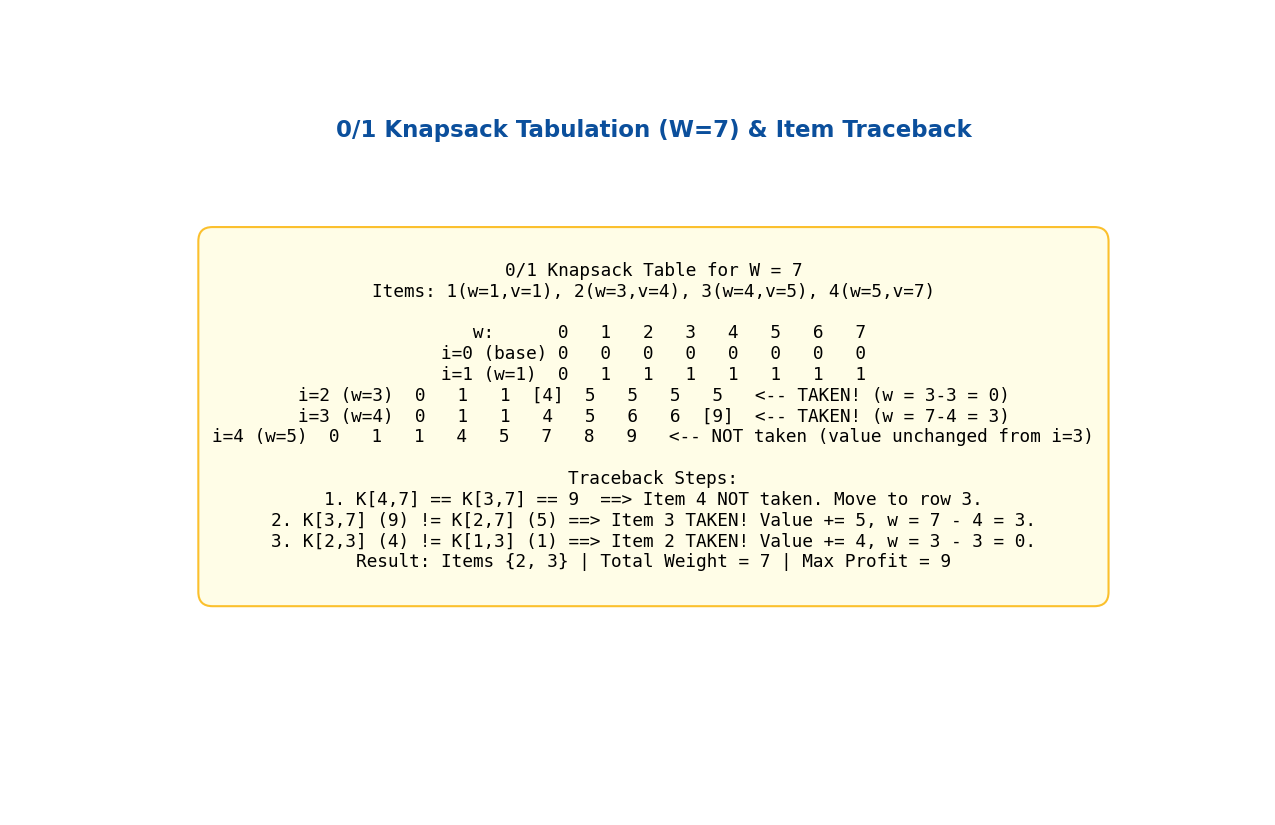 0/1 Knapsack Tabulation (W=7) & Item Traceback
0/1 Knapsack Table for W = 7
Items: 1(w=1,v=1), 2(w=3,v=4), 3(w=4,v=5), 4(w=5,v=7)
w:      0   1   2   3   4   5   6   7
i=0 (base) 0   0   0   0   0   0   0   0
i=1 (w=1)  0   1   1   1   1   1   1   1
i=2 (w=3)  0   1   1  [4]  5   5   5   5   <-- TAKEN! (w = 3-3 = 0)
i=3 (w=4)  0   1   1   4   5   6   6  [9]  <-- TAKEN! (w = 7-4 = 3)
i=4 (w=5)  0   1   1   4   5   7   8   9   <-- NOT taken (value unchanged from i=3)
Traceback Steps:
1. K[4,7] == K[3,7] == 9  ==> Item 4 NOT taken. Move to row 3.
2. K[3,7] (9) != K[2,7] (5) ==> Item 3 TAKEN! Value += 5, w = 7 - 4 = 3.
3. K[2,3] (4) != K[1,3] (1) ==> Item 2 TAKEN! Value += 4, w = 3 - 3 = 0.
Result: Items {2, 3} | Total Weight = 7 | Max Profit = 9